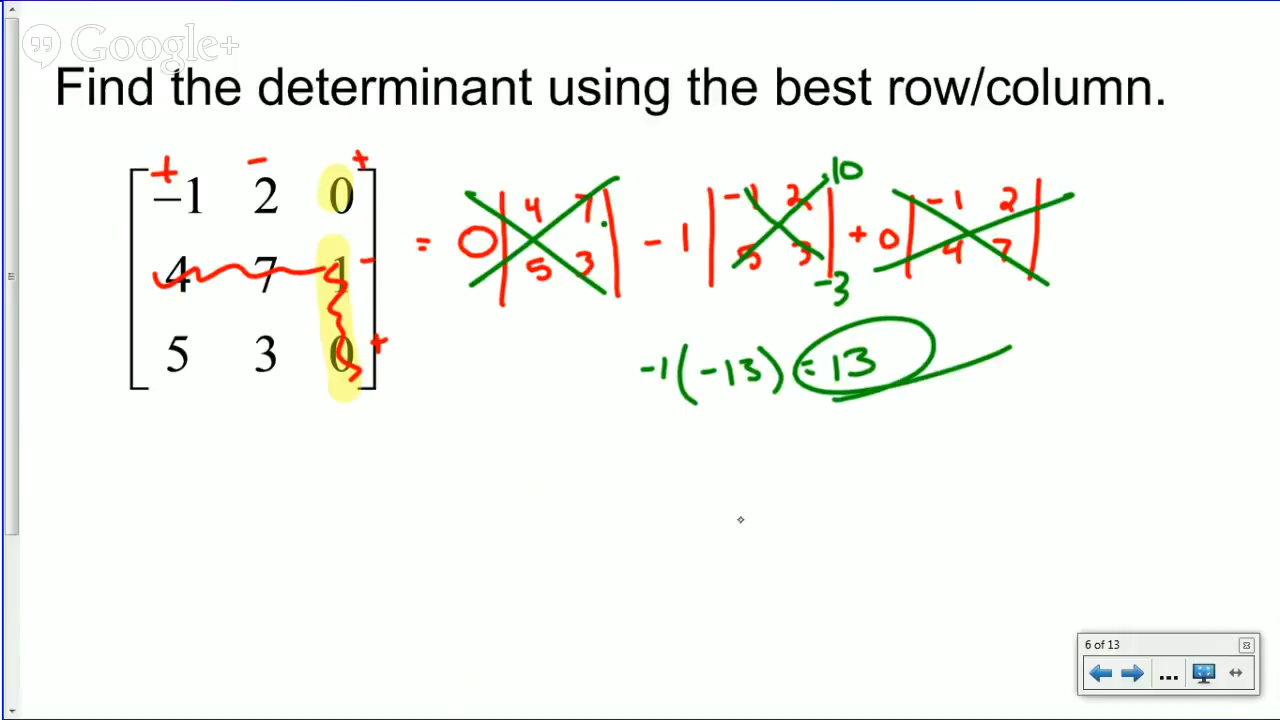 Google+
Find the determinant using the best row/column.
+ - +
-1 2 0
4 7 1 -
5 3 0 +
= 0 | 4 7 | - 1 | -1 2 | 10 + 0 | -1 2 |
| 5 3 | | 5 3 | -3 | 4 7 |
-1(-13) = 13
6 of 13
...